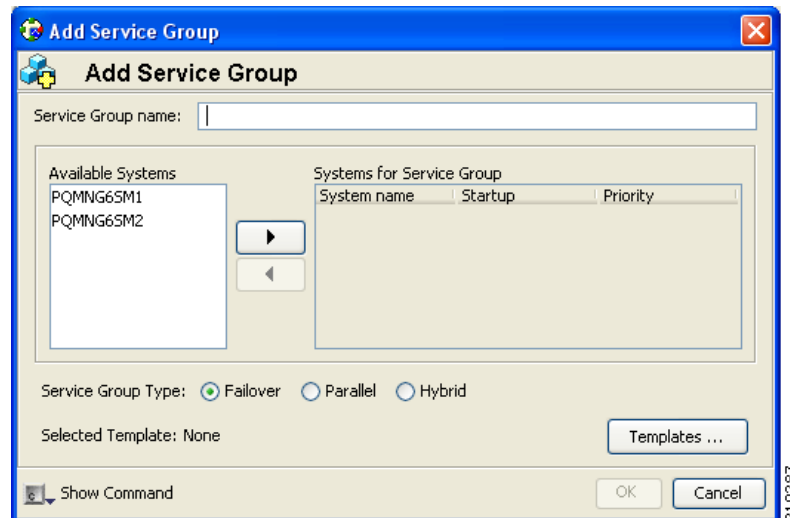 Add Service Group
Add Service Group
Service Group name:
Available Systems
PQMNG6SM1
PQMNG6SM2
Systems for Service Group
System name Startup Priority
Service Group Type: Failover Parallel Hybrid
Selected Template: None
Templates ...
Show Command
OK Cancel